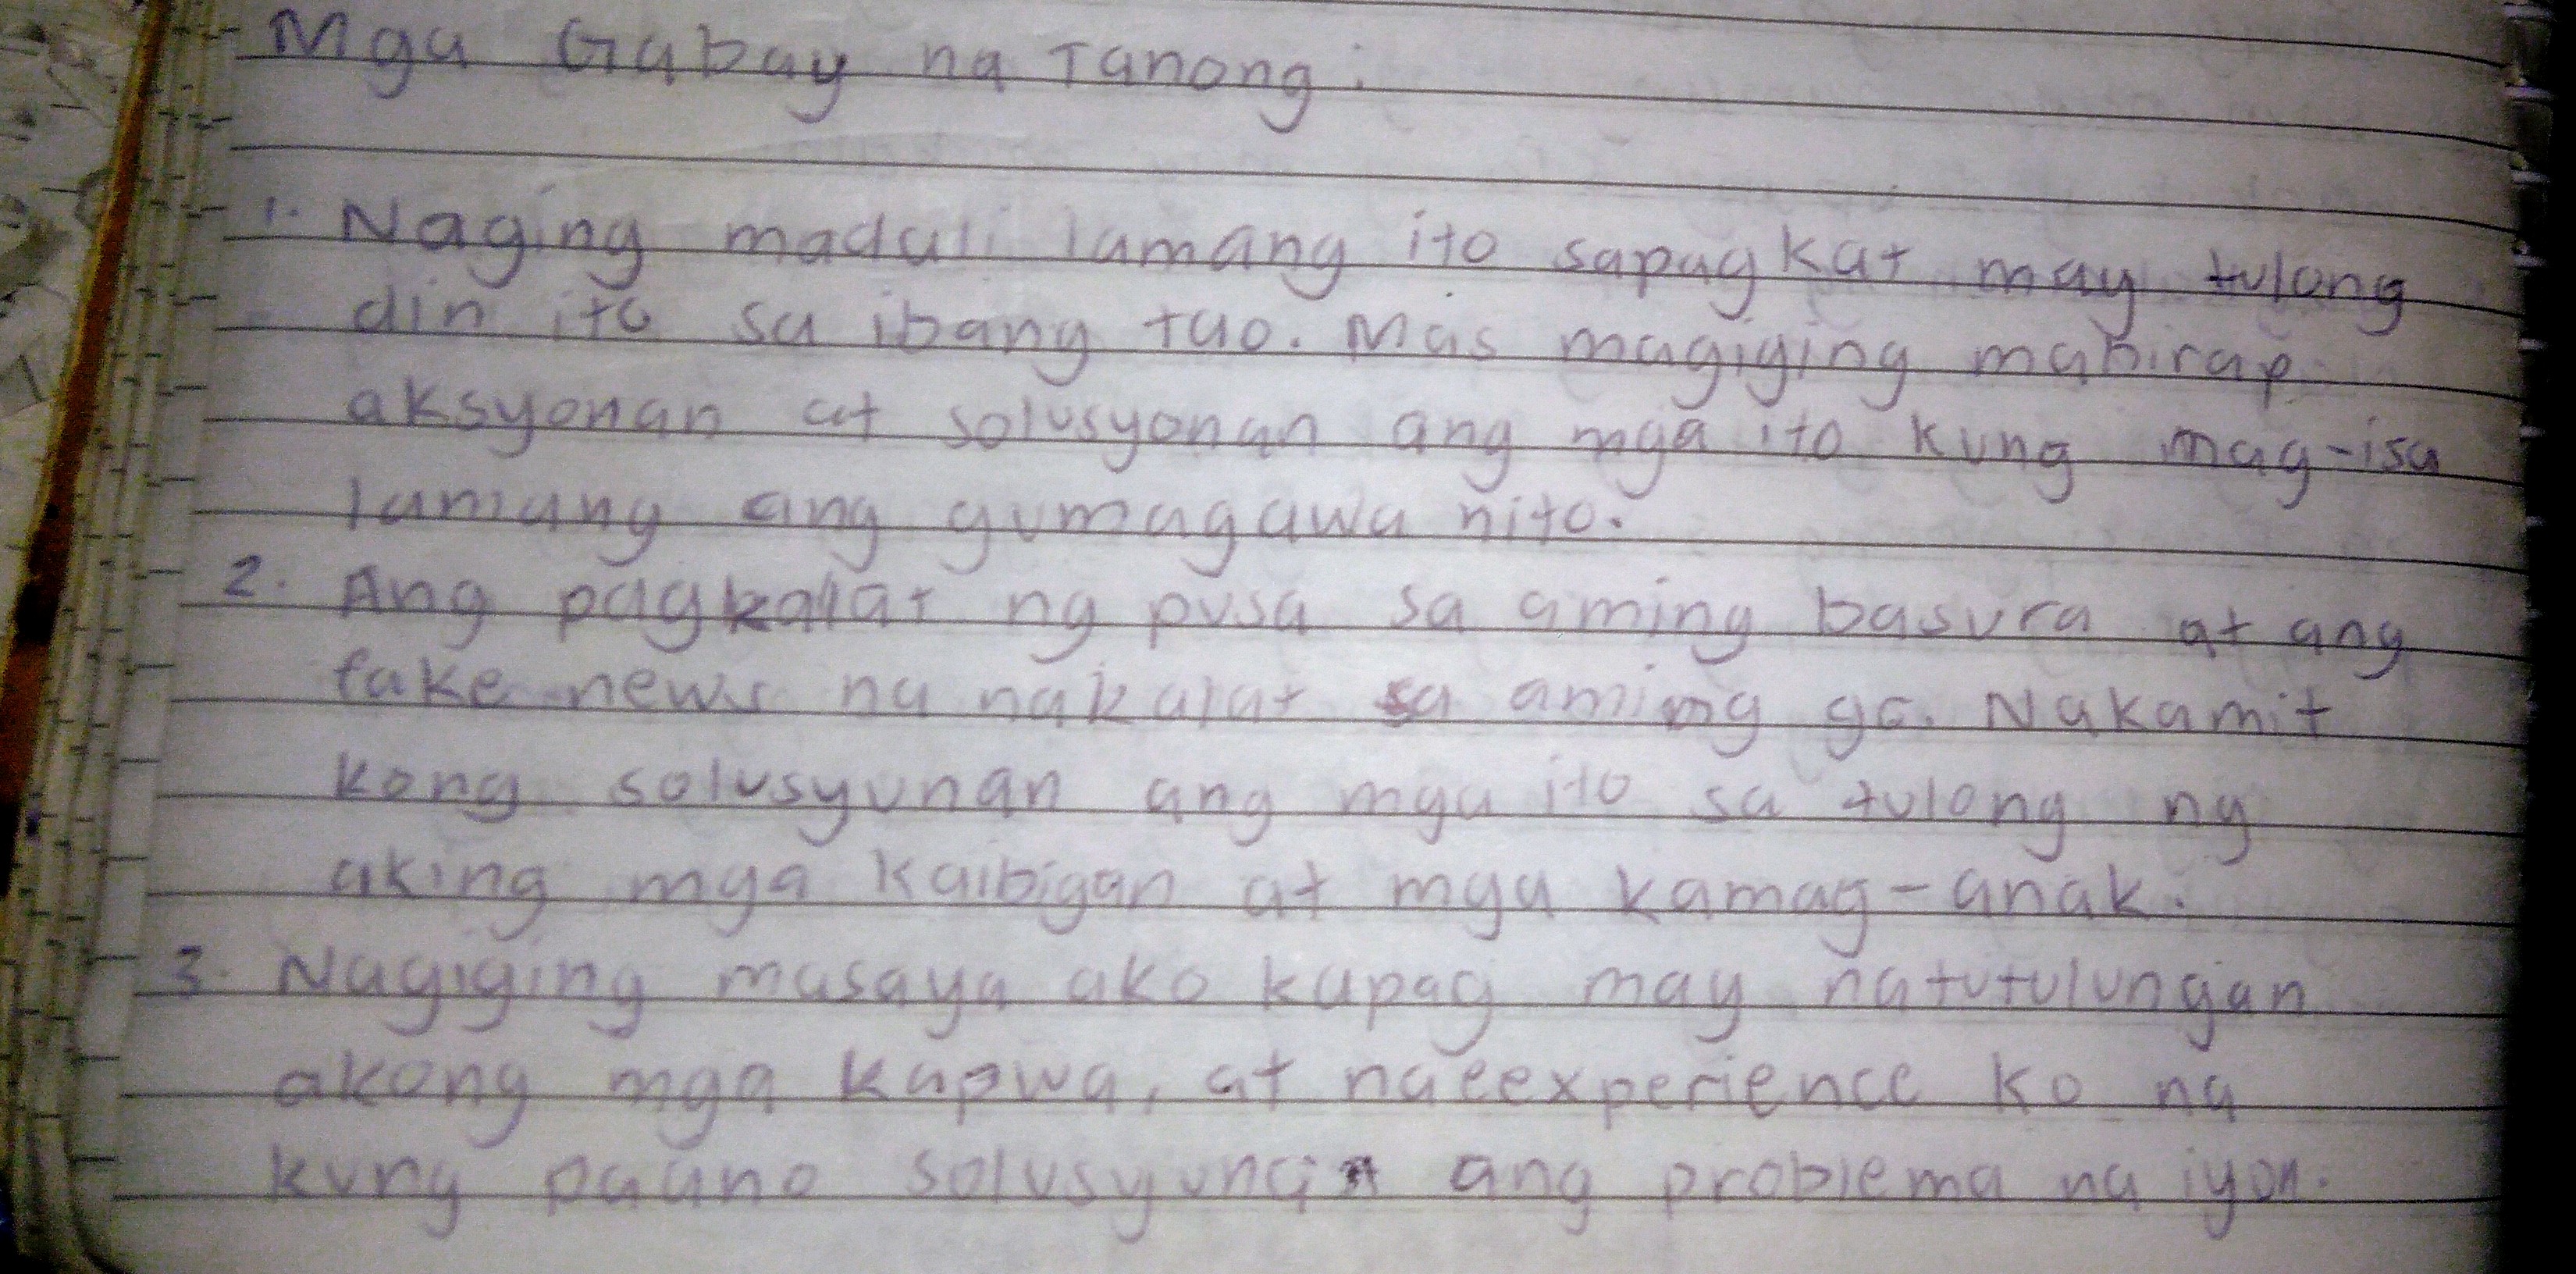 Mga Gabay na Tanong:
1. Naging madali lamang ito sapagkat may tulong
din ito sa ibang tao. Mas magiging mahirap
aksyonan at solusyonan ang mga ito kung mag-isa
lamang ang gumagawa nito.
2. Ang pagkalat ng pusa sa aming basura at ang
fake news na nakalat sa aming gc. Nakamit
kong solusyunan ang mga ito sa tulong ng
aking mga kaibigan at mga kamag-anak.
3. Nagiging masaya ako kapag may natutulungan
akong mga kapwa, at naeexperience ko na
kung paano solusyunan ang problema na iyon.